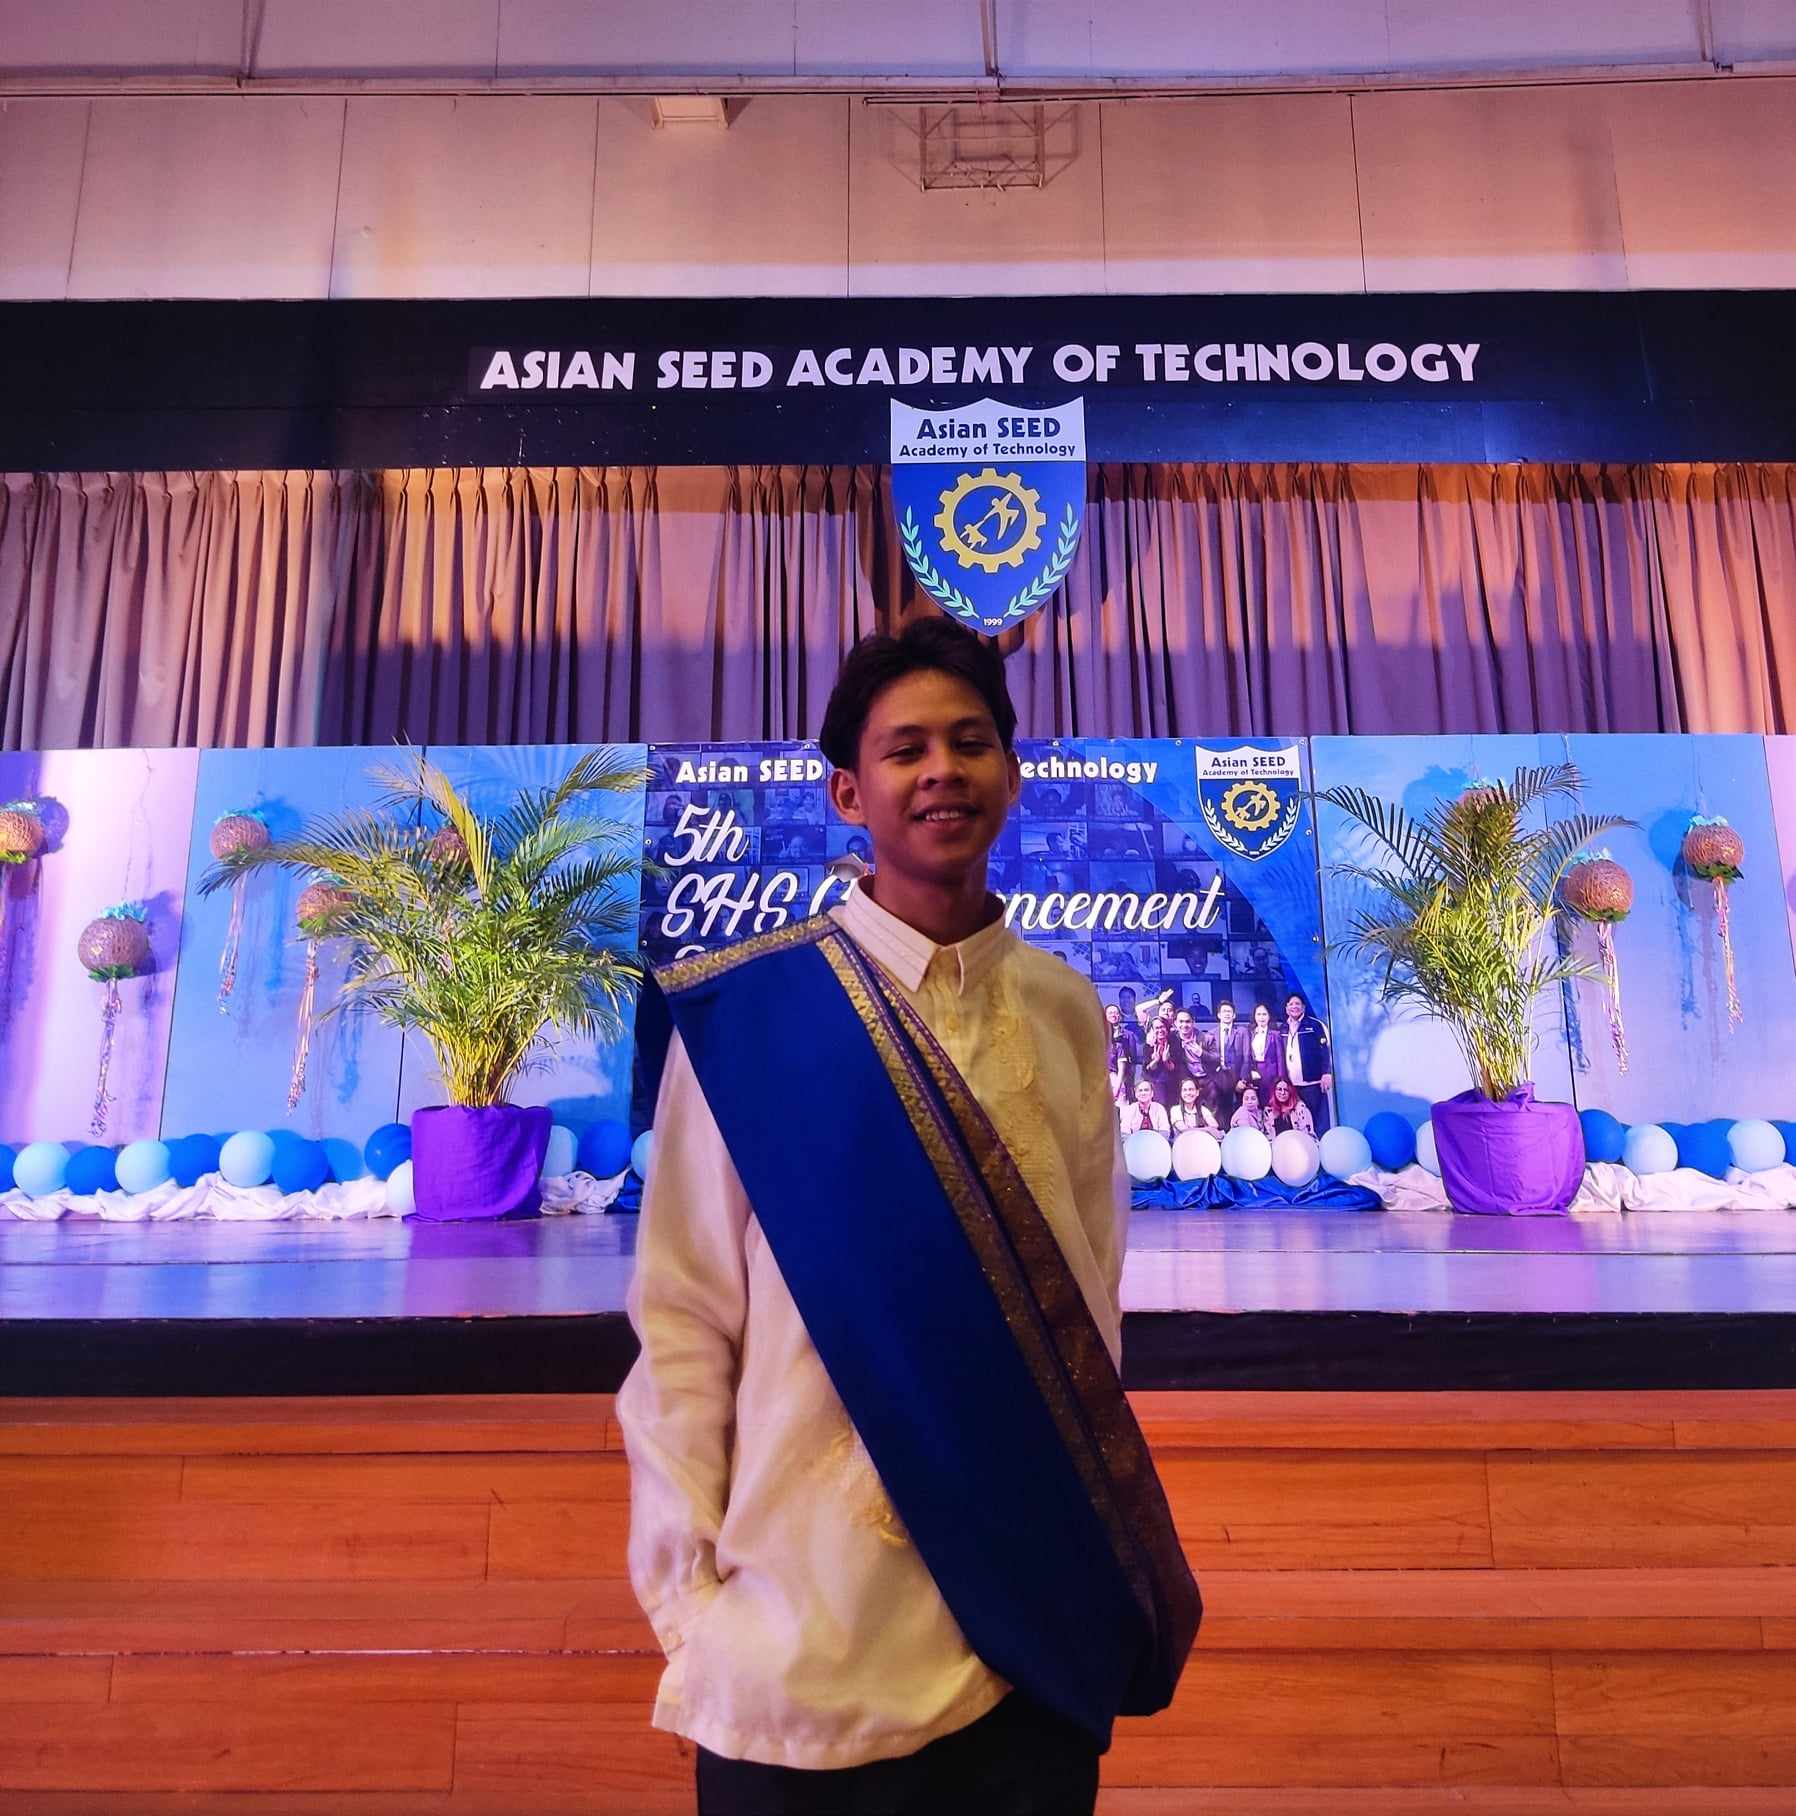 ASIAN SEED ACADEMY OF TECHNOLOGY
Asian SEED
Academy of Technology
1999
Asian SEED echnology
5th
SHS C ncement
Asian SEED
Academy of Technology